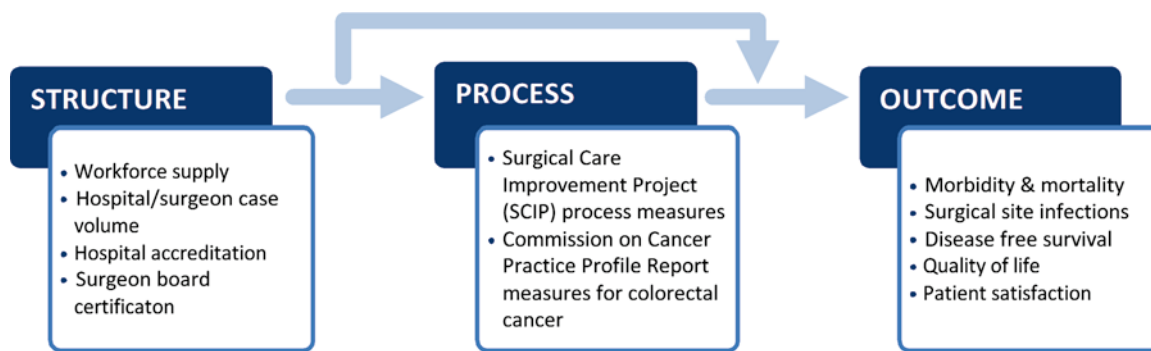 STRUCTURE
• Workforce supply
• Hospital/surgeon case
volume
• Hospital accreditation
• Surgeon board
certificaton
PROCESS
• Surgical Care
Improvement Project
(SCIP) process measures
• Commission on Cancer
Practice Profile Report
measures for colorectal
cancer
OUTCOME
• Morbidity & mortality
• Surgical site infections
• Disease free survival
• Quality of life
• Patient satisfaction